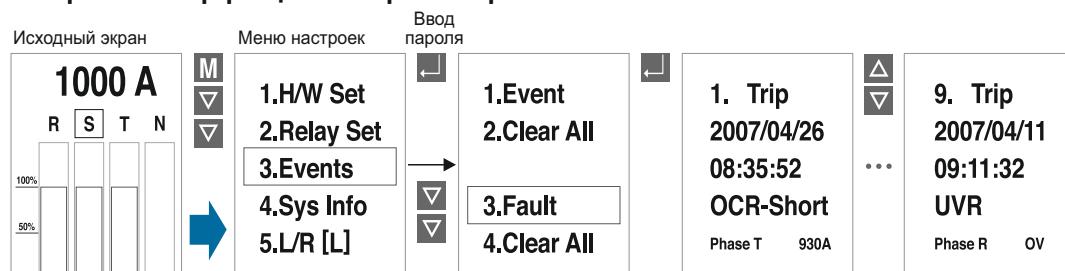 Исходный экран
Меню настроек
Ввод
пароля
1000 A
R S T N
100%
50%
M
1.H/W Set
2.Relay Set
3.Events
4.Sys Info
5.L/R [L]
1.Event
2.Clear All
3.Fault
4.Clear All
1. Trip
2007/04/26
08:35:52
OCR-Short
Phase T 930A
...
9. Trip
2007/04/11
09:11:32
UVR
Phase R OV